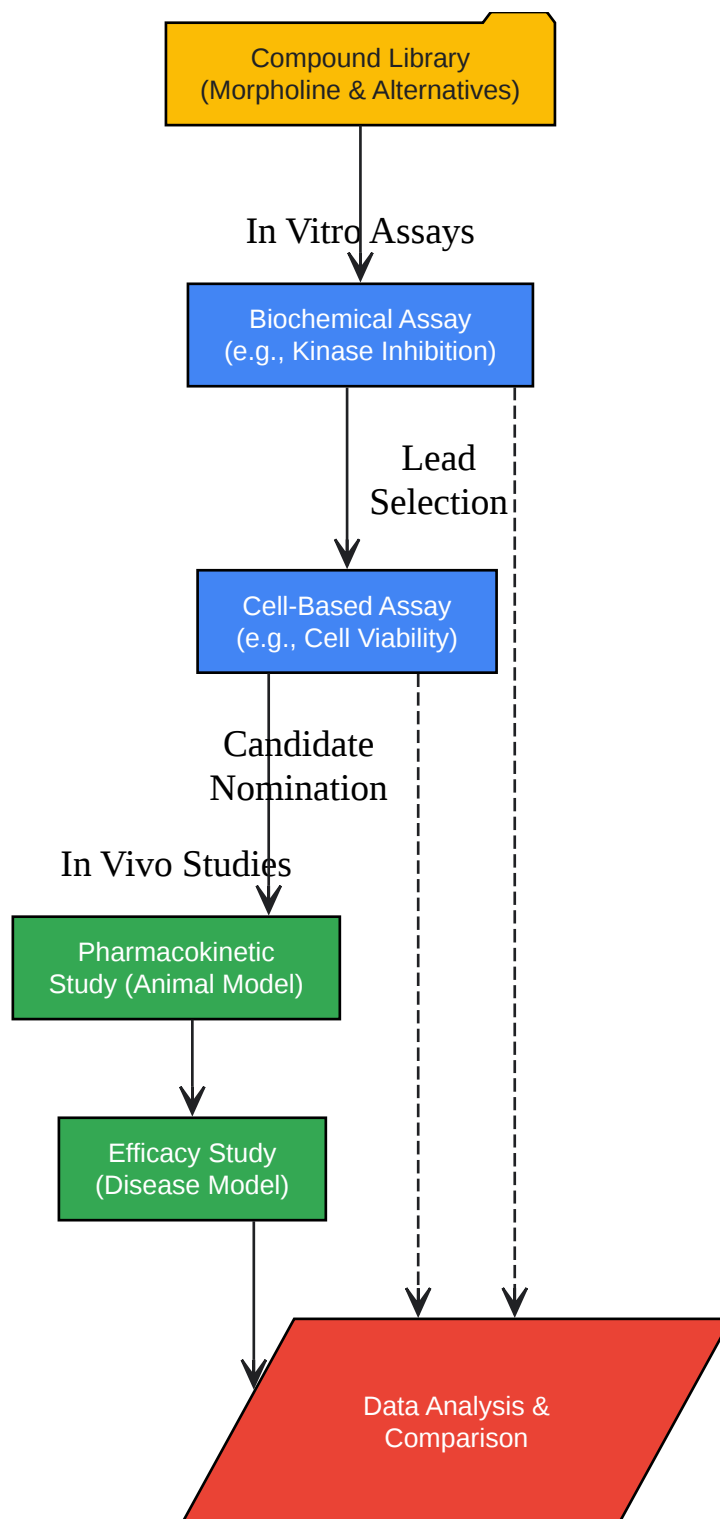 Compound Library
(Morpholine & Alternatives)
In Vitro Assays
Biochemical Assay
(e.g., Kinase Inhibition)
Lead
Selection
Cell-Based Assay
(e.g., Cell Viability)
Candidate
Nomination
In Vivo Studies
Pharmacokinetic
Study (Animal Model)
Efficacy Study
(Disease Model)
Data Analysis &
Comparison